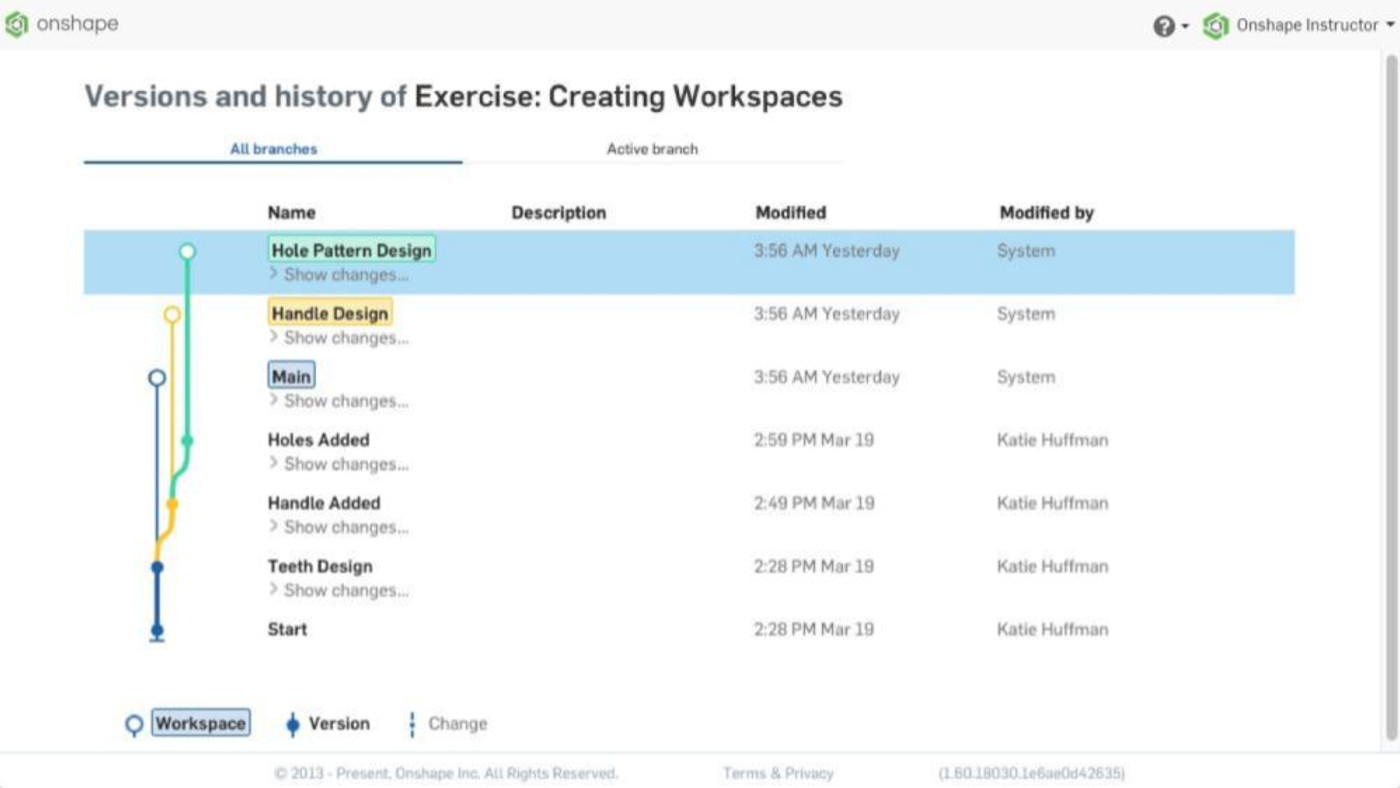 onshape
Onshape Instructor
Versions and history of Exercise: Creating Workspaces
All branches Active branch
Name Description Modified Modified by
Hole Pattern Design 3:56 AM Yesterday System
Show changes...
Handle Design 3:56 AM Yesterday System
Show changes...
Main 3:56 AM Yesterday System
Show changes...
Holes Added 2:59 PM Mar 19 Katie Huffman
Show changes...
Handle Added 2:49 PM Mar 19 Katie Huffman
Show changes...
Teeth Design 2:28 PM Mar 19 Katie Huffman
Show changes...
Start 2:28 PM Mar 19 Katie Huffman
Workspace Version Change
© 2013 - Present, Onshape Inc. All Rights Reserved. Terms & Privacy (1.60.18030.1e6ae0d42635)